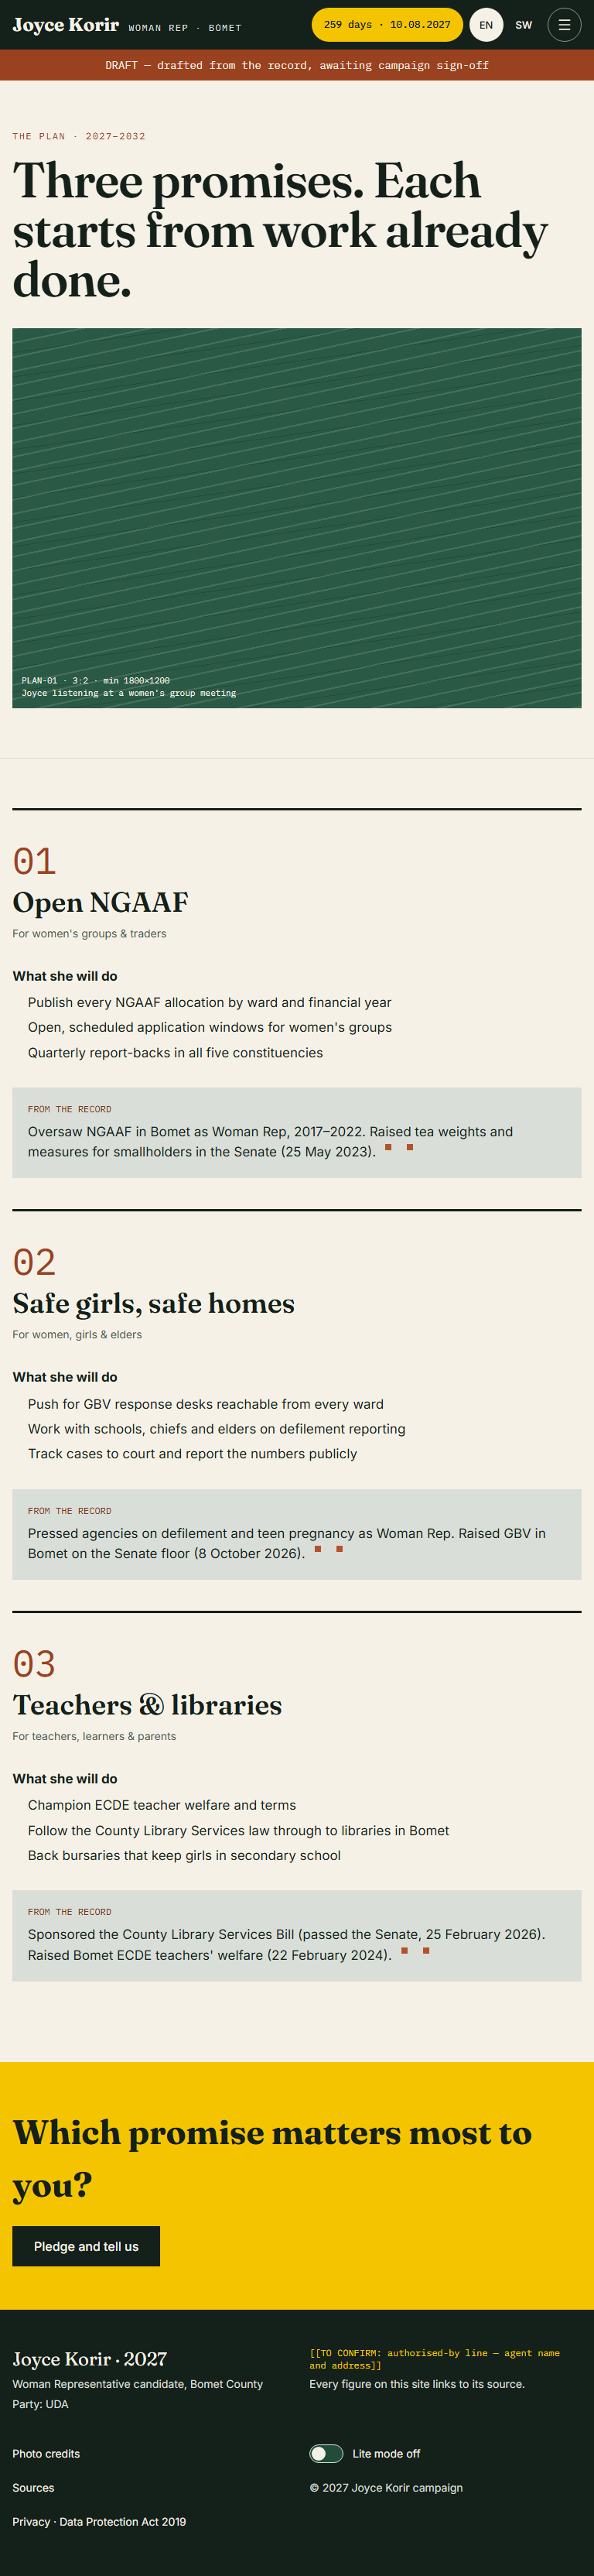 Joyce Korir WOMAN REP · BOMET 259 days · 10.08.2027 EN SW
DRAFT — drafted from the record, awaiting campaign sign-off
THE PLAN · 2027–2032
Three promises. Each
starts from work already
done.
PLAN-01 · 3:2 · min 1800×1200
Joyce listening at a women's group meeting
01
Open NGAAF
For women's groups & traders
What she will do
Publish every NGAAF allocation by ward and financial year
Open, scheduled application windows for women's groups
Quarterly report-backs in all five constituencies
FROM THE RECORD
Oversaw NGAAF in Bomet as Woman Rep, 2017–2022. Raised tea weights and
measures for smallholders in the Senate (25 May 2023).
02
Safe girls, safe homes
For women, girls & elders
What she will do
Push for GBV response desks reachable from every ward
Work with schools, chiefs and elders on defilement reporting
Track cases to court and report the numbers publicly
FROM THE RECORD
Pressed agencies on defilement and teen pregnancy as Woman Rep. Raised GBV in
Bomet on the Senate floor (8 October 2026).
03
Teachers & libraries
For teachers, learners & parents
What she will do
Champion ECDE teacher welfare and terms
Follow the County Library Services law through to libraries in Bomet
Back bursaries that keep girls in secondary school
FROM THE RECORD
Sponsored the County Library Services Bill (passed the Senate, 25 February 2026).
Raised Bomet ECDE teachers' welfare (22 February 2024).
Which promise matters most to
you?
Pledge and tell us
Joyce Korir · 2027
Woman Representative candidate, Bomet County
Party: UDA
[[TO CONFIRM: authorised-by line — agent name
and address]]
Every figure on this site links to its source.
Photo credits
Sources
Privacy · Data Protection Act 2019
Lite mode off
© 2027 Joyce Korir campaign